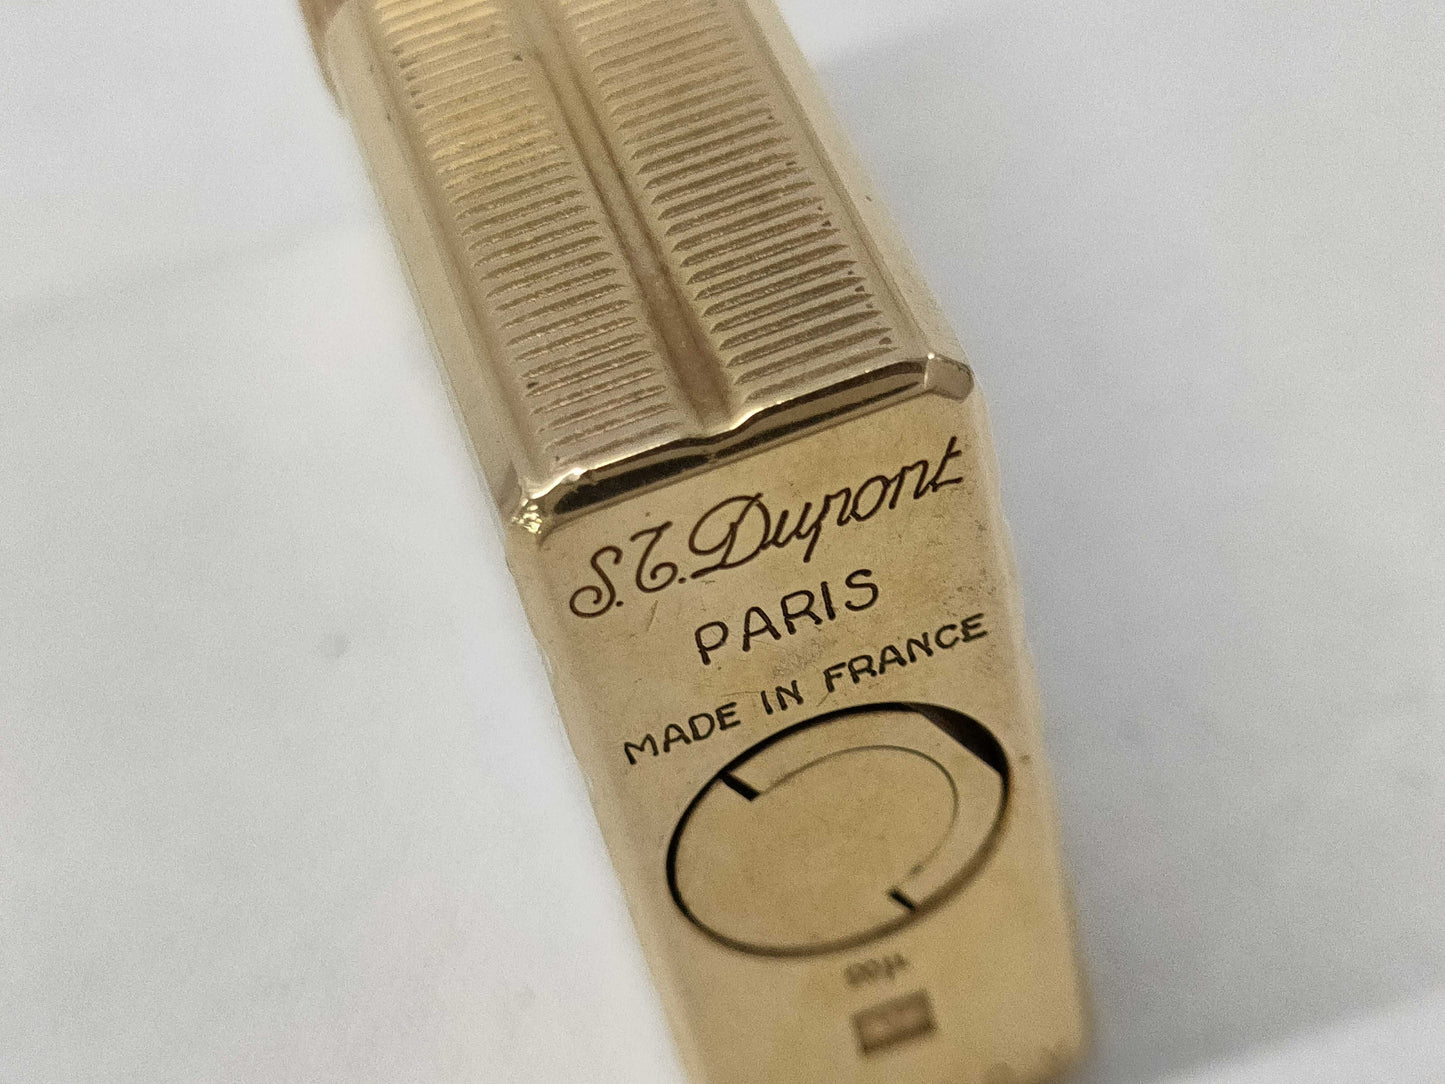 S.T. Dupont
PARIS
MADE IN FRANCE